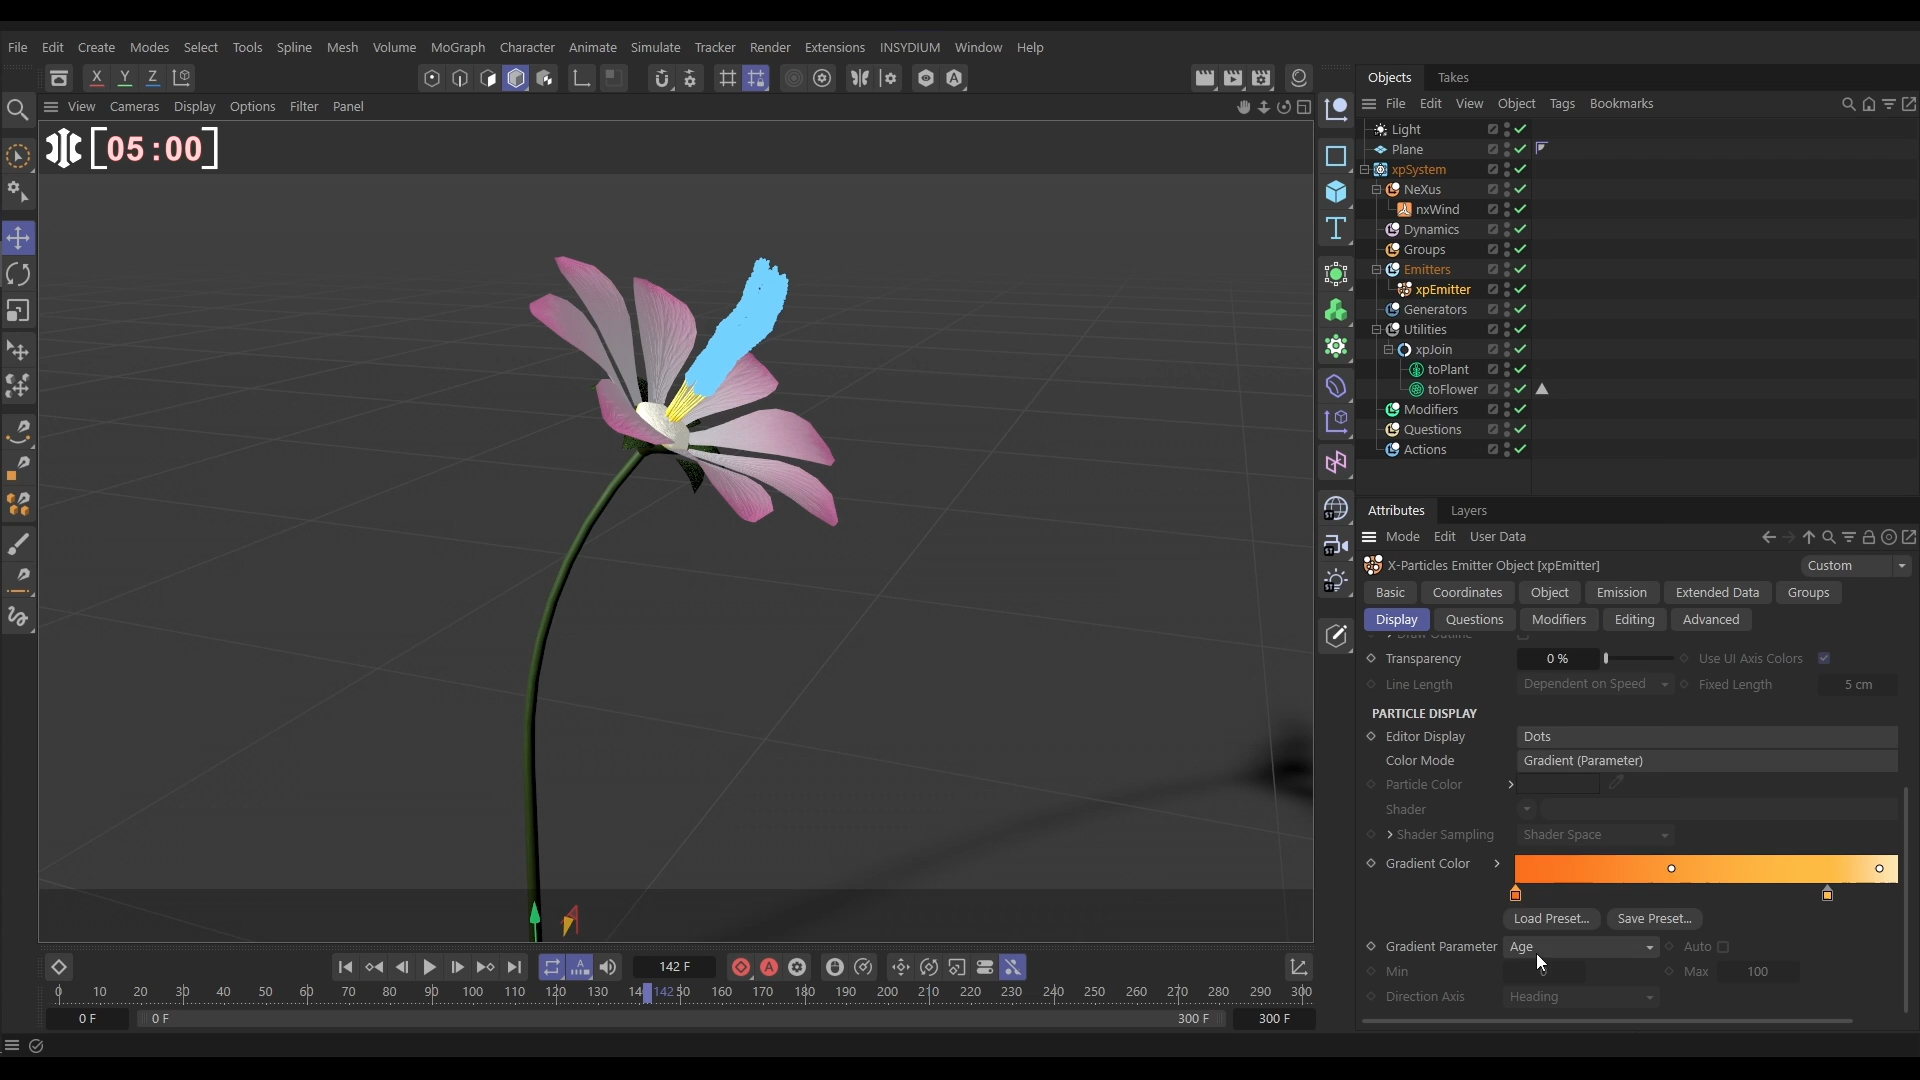 File Edit Create Modes Select Tools Spline Mesh Volume MoGraph Character Animate Simulate Tracker Render Extensions INSYDIUM Window Help
X Y Z
View Cameras Display Options Filter Panel
[05:00]
Objects Takes
File Edit View Object Tags Bookmarks
Light
Plane
xpSystem
NeXus
nxWind
Dynamics
Groups
Emitters
xpEmitter
Generators
Utilities
xpJoin
toPlant
toFlower
Modifiers
Questions
Actions
Attributes Layers
Mode Edit User Data
X-Particles Emitter Object [xpEmitter] Custom
Basic Coordinates Object Emission Extended Data Groups
Display Questions Modifiers Editing Advanced
Draw Outline
Transparency 0 % Use UI Axis Colors
Line Length Dependent on Speed Fixed Length 5 cm
PARTICLE DISPLAY
Editor Display Dots
Color Mode Gradient (Parameter)
Particle Color
Shader
Shader Sampling Shader Space
Gradient Color
Load Preset... Save Preset...
Gradient Parameter Age Auto
Min Max 100
Direction Axis Heading
142 F
0 10 20 30 40 50 60 70 80 90 100 110 120 130 14 142 50 160 170 180 190 200 210 220 230 240 250 260 270 280 290 300
0 F 0 F 300 F 300 F